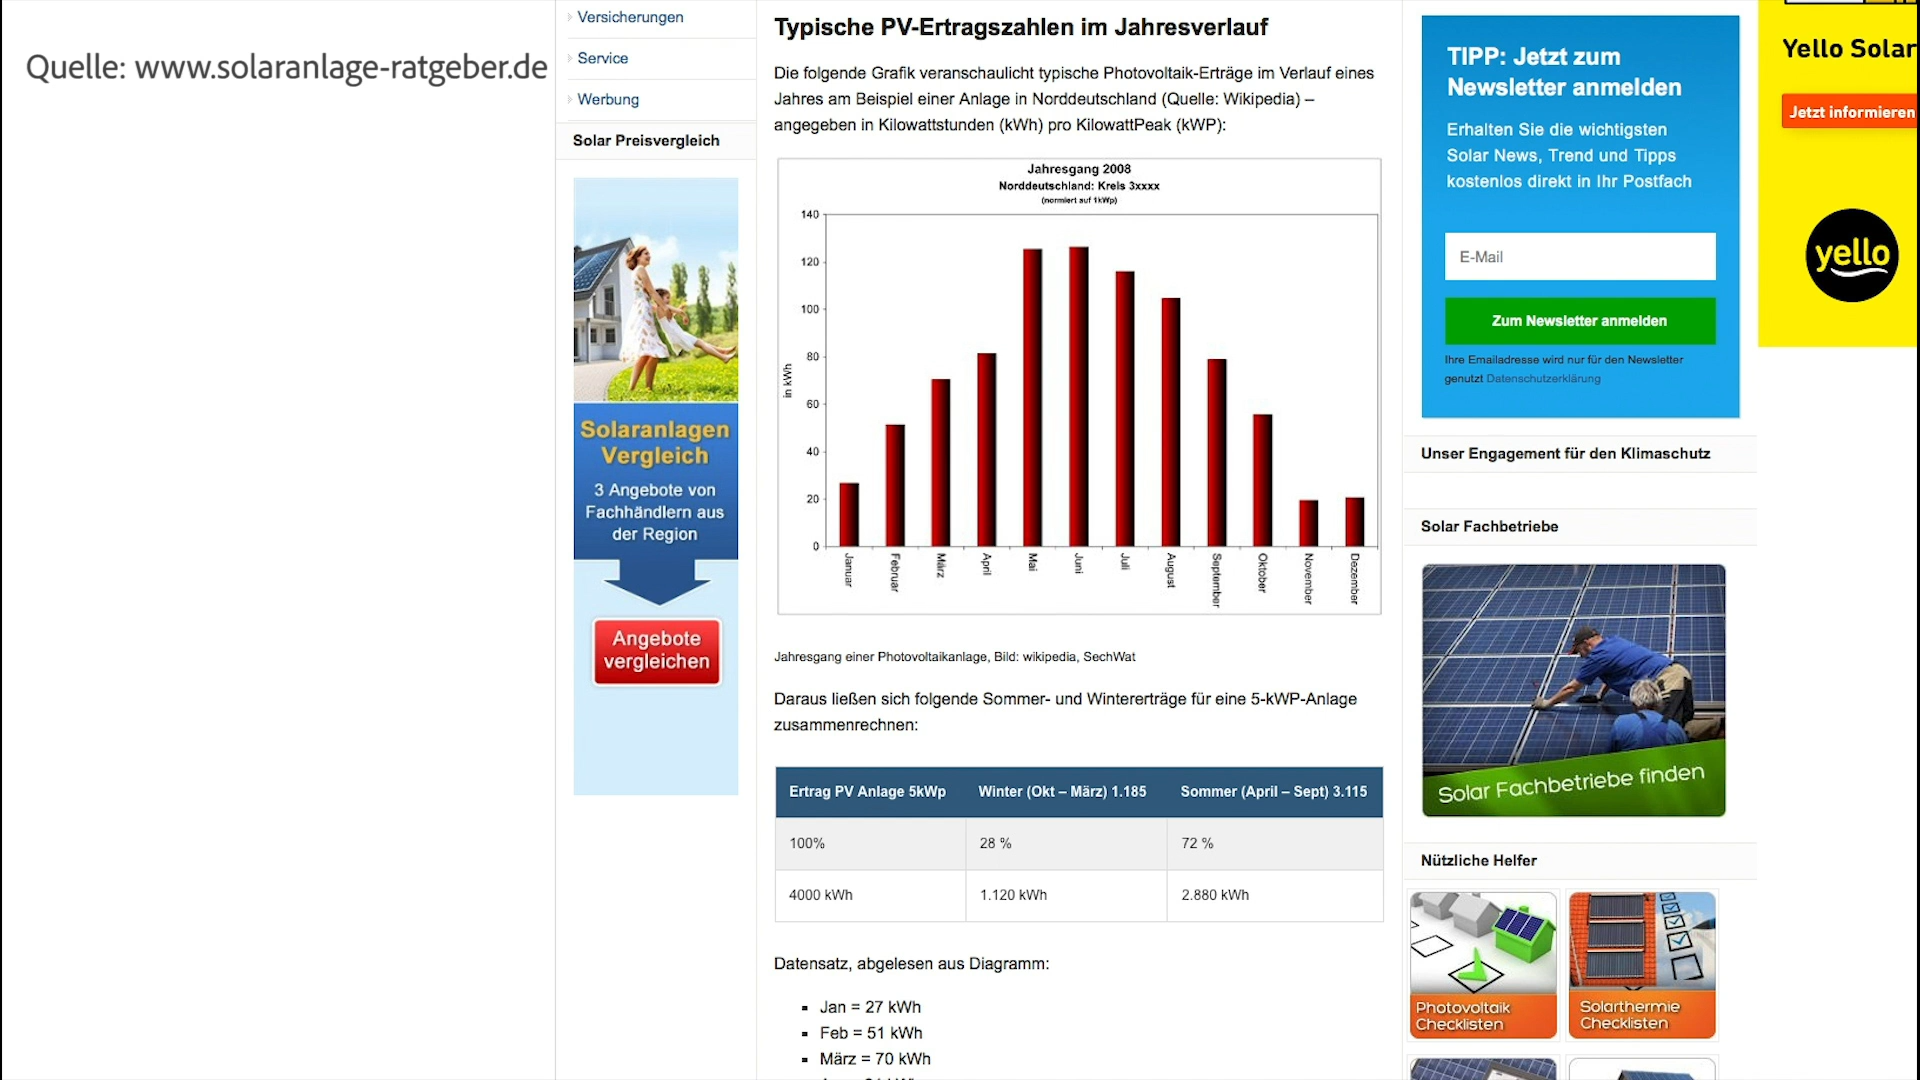 Quelle: www.solaranlage-ratgeber.de
Versicherungen
Service
Werbung
Solar Preisvergleich
Solaranlagen
Vergleich
3 Angebote von
Fachhändlern aus
der Region
Angebote
vergleichen
Typische PV-Ertragszahlen im Jahresverlauf
Die folgende Grafik veranschaulicht typische Photovoltaik-Erträge im Verlauf eines
Jahres am Beispiel einer Anlage in Norddeutschland (Quelle: Wikipedia) –
angegeben in Kilowattstunden (kWh) pro KilowattPeak (kWP):
Jahresgang 2008
Norddeutschland: Kreis 3xxxx
(normiert auf 1kWp)
in kWh
140
120
100
80
60
40
20
0
Januar
Februar
März
April
Mai
Juni
Juli
August
September
Oktober
November
Dezember
Jahresgang einer Photovoltaikanlage, Bild: wikipedia, SechWat
Daraus ließen sich folgende Sommer- und Wintererträge für eine 5-kWP-Anlage
zusammenrechnen:
Ertrag PV Anlage 5kWp Winter (Okt – März) 1.185 Sommer (April – Sept) 3.115
100% 28 % 72 %
4000 kWh 1.120 kWh 2.880 kWh
Datensatz, abgelesen aus Diagramm:
Jan = 27 kWh
Feb = 51 kWh
März = 70 kWh
TIPP: Jetzt zum
Newsletter anmelden
Erhalten Sie die wichtigsten
Solar News, Trend und Tipps
kostenlos direkt in Ihr Postfach
E-Mail
Zum Newsletter anmelden
Ihre Emailadresse wird nur für den Newsletter
genutzt Datenschutzerklärung
Unser Engagement für den Klimaschutz
Solar Fachbetriebe
Solar Fachbetriebe finden
Nützliche Helfer
Photovoltaik
Checklisten
Solarthermie
Checklisten
Yello Solar
Jetzt informieren
yello